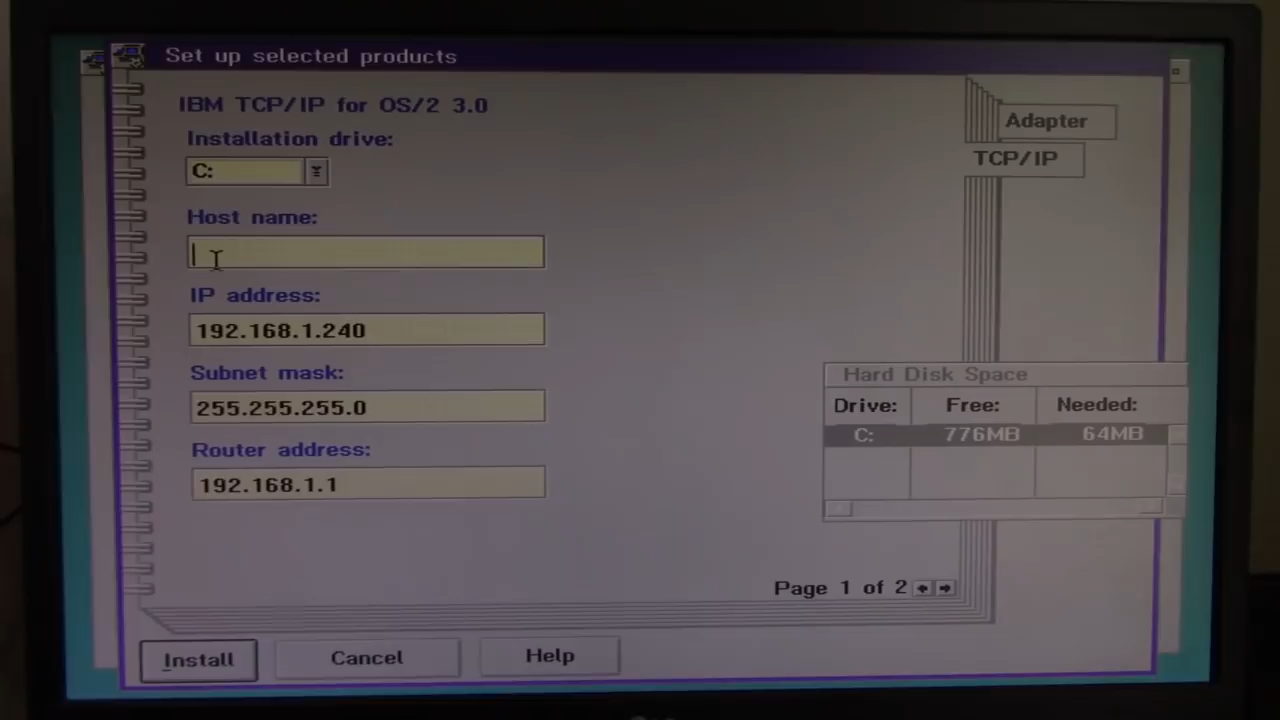 Set up selected products
IBM TCP/IP for OS/2 3.0
Adapter
Installation drive:
TCP/IP
C:
Host name:
IP address:
192.168.1.240
Subnet mask:
255.255.255.0
Router address:
192.168.1.1
Hard Disk Space
Drive: Free: Needed:
C: 776MB 64MB
Page 1 of 2
Install Cancel Help